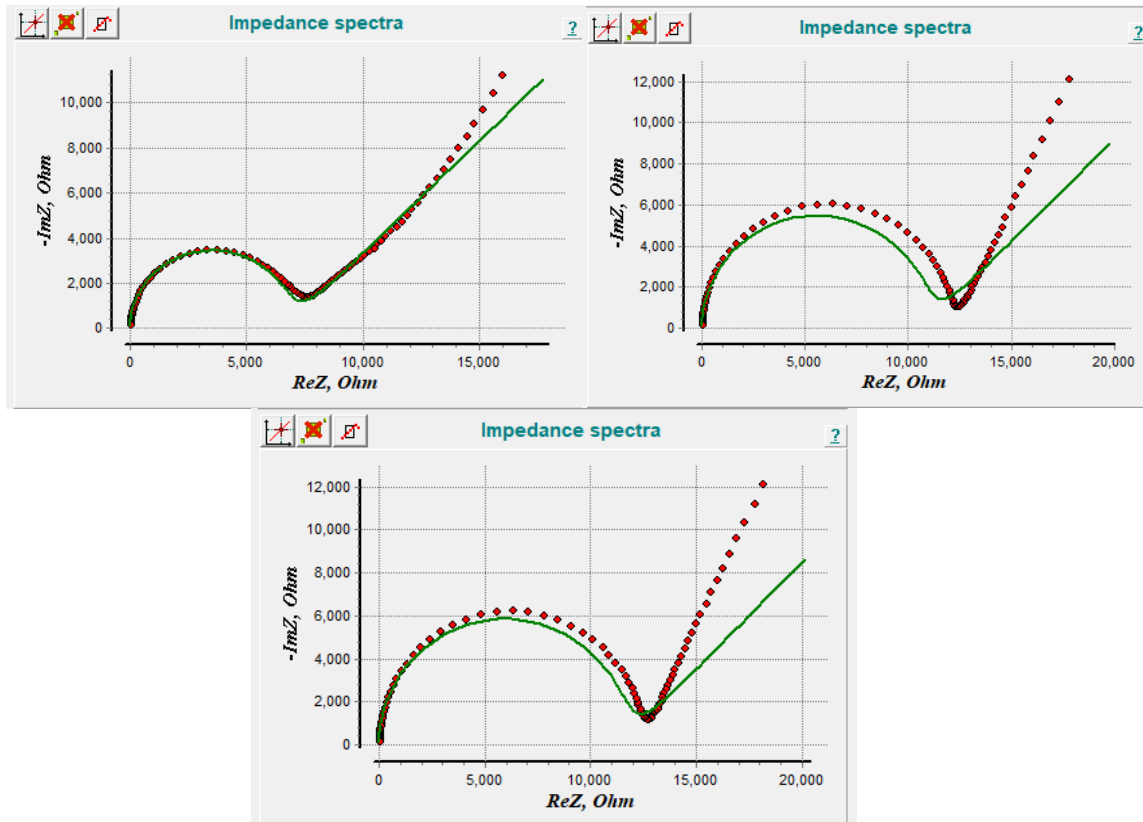 Impedance spectra
?
-ImZ, Ohm
10,000
8,000
6,000
4,000
2,000
0
0 5,000 10,000 15,000
ReZ, Ohm
Impedance spectra
?
-ImZ, Ohm
12,000
10,000
8,000
6,000
4,000
2,000
0
0 5,000 10,000 15,000 20,000
ReZ, Ohm
Impedance spectra
?
-ImZ, Ohm
12,000
10,000
8,000
6,000
4,000
2,000
0
0 5,000 10,000 15,000 20,000
ReZ, Ohm